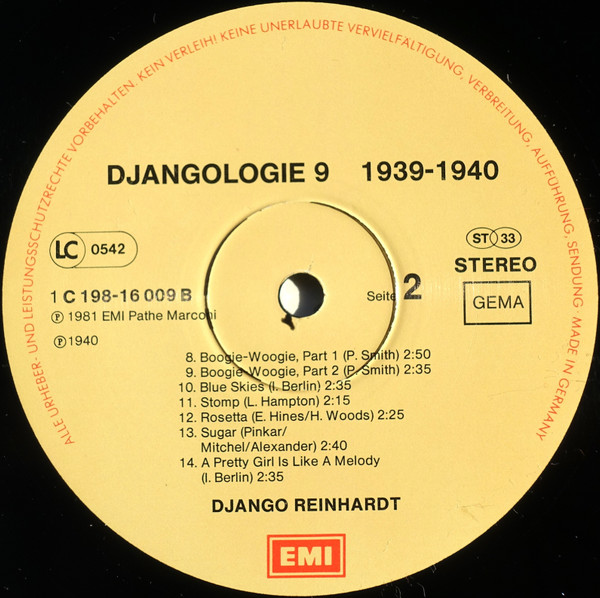 ALLE URHEBER- UND LEISTUNGSSCHUTZRECHTE VORBEHALTEN. KEIN VERLEIH! KEINE UNERLAUBTE VERVIELFÄLTIGUNG, VERBREITUNG, AUFFÜHRUNG, SENDUNG · MADE IN GERMANY
DJANGOLOGIE 9 1939-1940
LC 0542
ST 33
STEREO
1 C 198-16 009 B
Seite 2
GEMA
Ⓟ 1981 EMI Pathe Marconi
Ⓟ 1940
8. Boogie-Woogie, Part 1 (P. Smith) 2:50
9. Boogie-Woogie, Part 2 (P. Smith) 2:35
10. Blue Skies (I. Berlin) 2:35
11. Stomp (L. Hampton) 2:15
12. Rosetta (E. Hines/H. Woods) 2:25
13. Sugar (Pinkar/
Mitchel/Alexander) 2:40
14. A Pretty Girl Is Like A Melody
(I. Berlin) 2:35
DJANGO REINHARDT
EMI